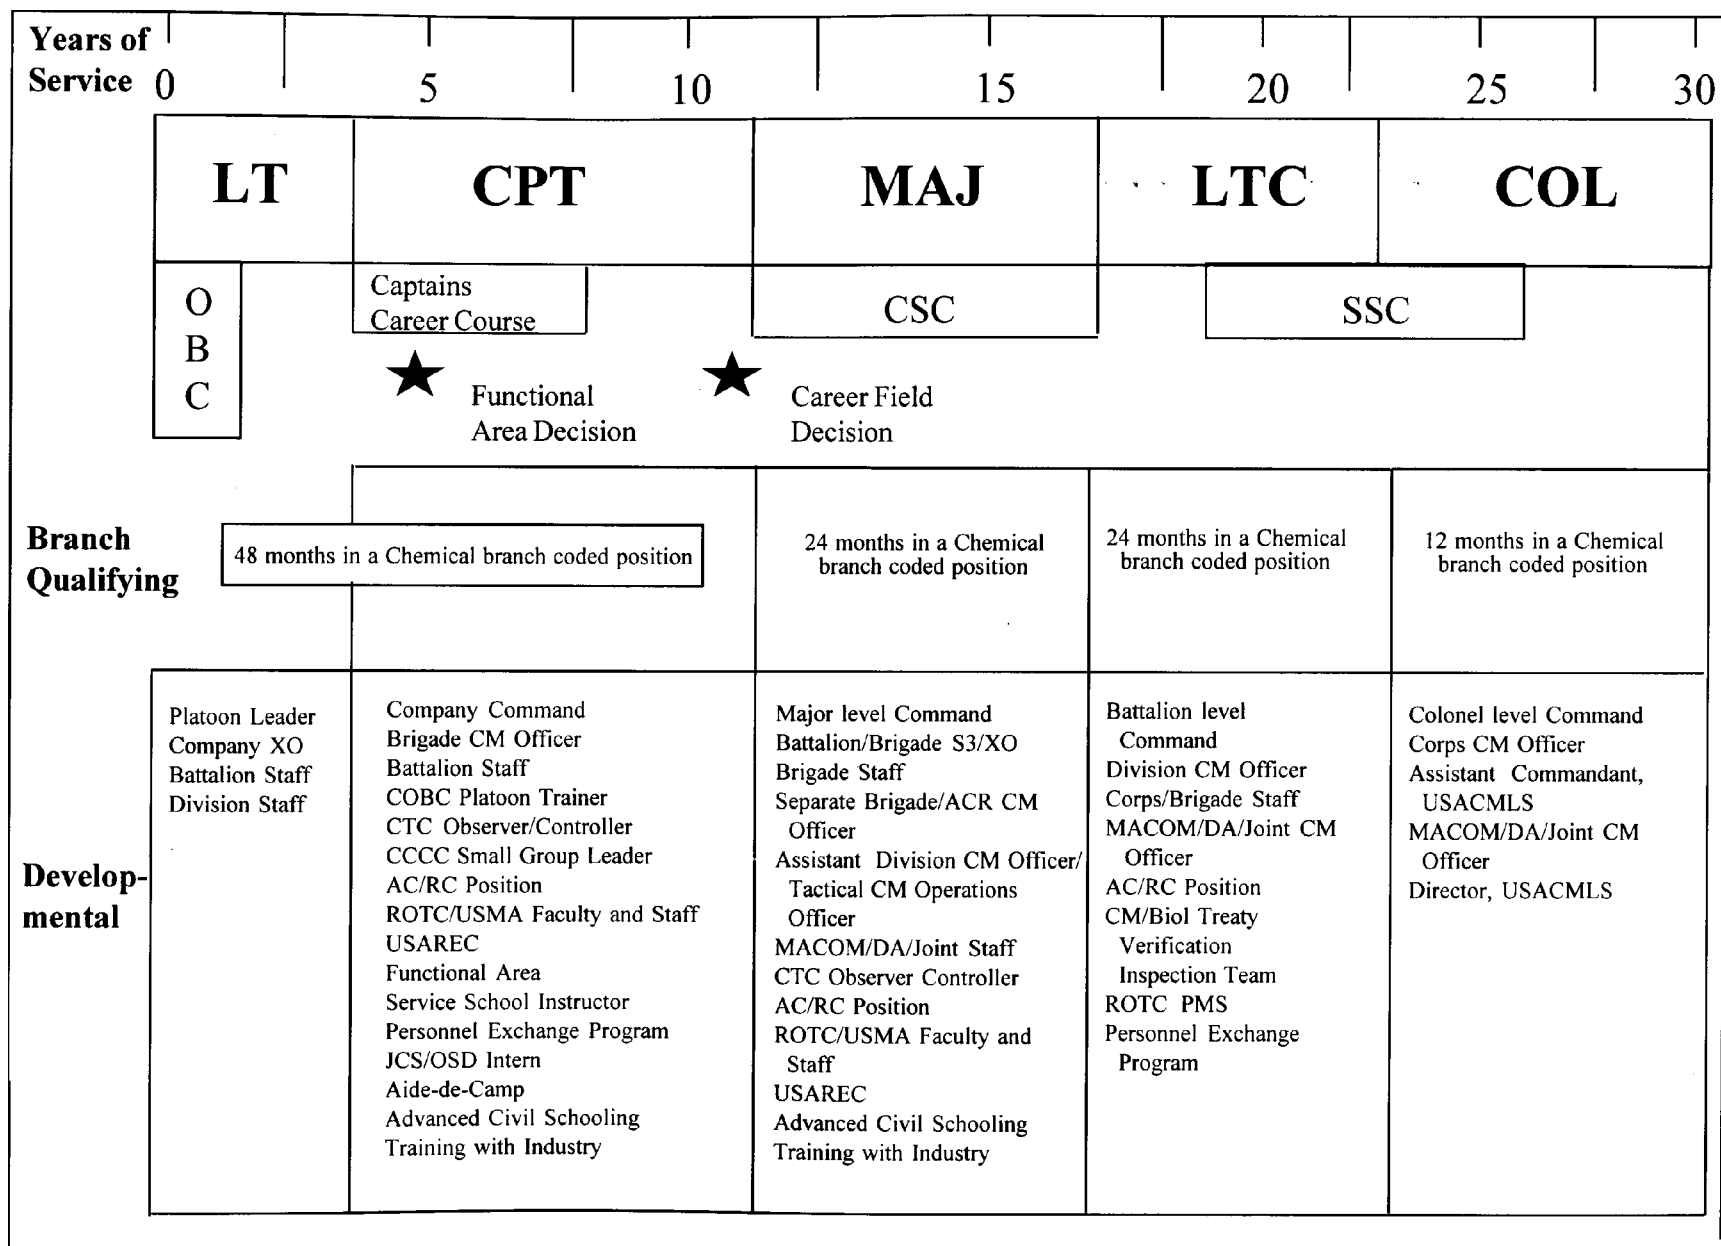 Years of
Service 0 5 10 15 20 25 30
LT CPT MAJ LTC COL
O
B
C
Captains
Career Course
CSC
SSC
Functional
Area Decision
Career Field
Decision
Branch
Qualifying
48 months in a Chemical branch coded position
24 months in a Chemical
branch coded position
24 months in a Chemical
branch coded position
12 months in a Chemical
branch coded position
Develop-
mental
Platoon Leader
Company XO
Battalion Staff
Division Staff
Company Command
Brigade CM Officer
Battalion Staff
COBC Platoon Trainer
CTC Observer/Controller
CCCC Small Group Leader
AC/RC Position
ROTC/USMA Faculty and Staff
USAREC
Functional Area
Service School Instructor
Personnel Exchange Program
JCS/OSD Intern
Aide-de-Camp
Advanced Civil Schooling
Training with Industry
Major level Command
Battalion/Brigade S3/XO
Brigade Staff
Separate Brigade/ACR CM
Officer
Assistant Division CM Officer/
Tactical CM Operations
Officer
MACOM/DA/Joint Staff
CTC Observer Controller
AC/RC Position
ROTC/USMA Faculty and
Staff
USAREC
Advanced Civil Schooling
Training with Industry
Battalion level
Command
Division CM Officer
Corps/Brigade Staff
MACOM/DA/Joint CM
Officer
AC/RC Position
CM/Biol Treaty
Verification
Inspection Team
ROTC PMS
Personnel Exchange
Program
Colonel level Command
Corps CM Officer
Assistant Commandant,
USACMLS
MACOM/DA/Joint CM
Officer
Director, USACMLS